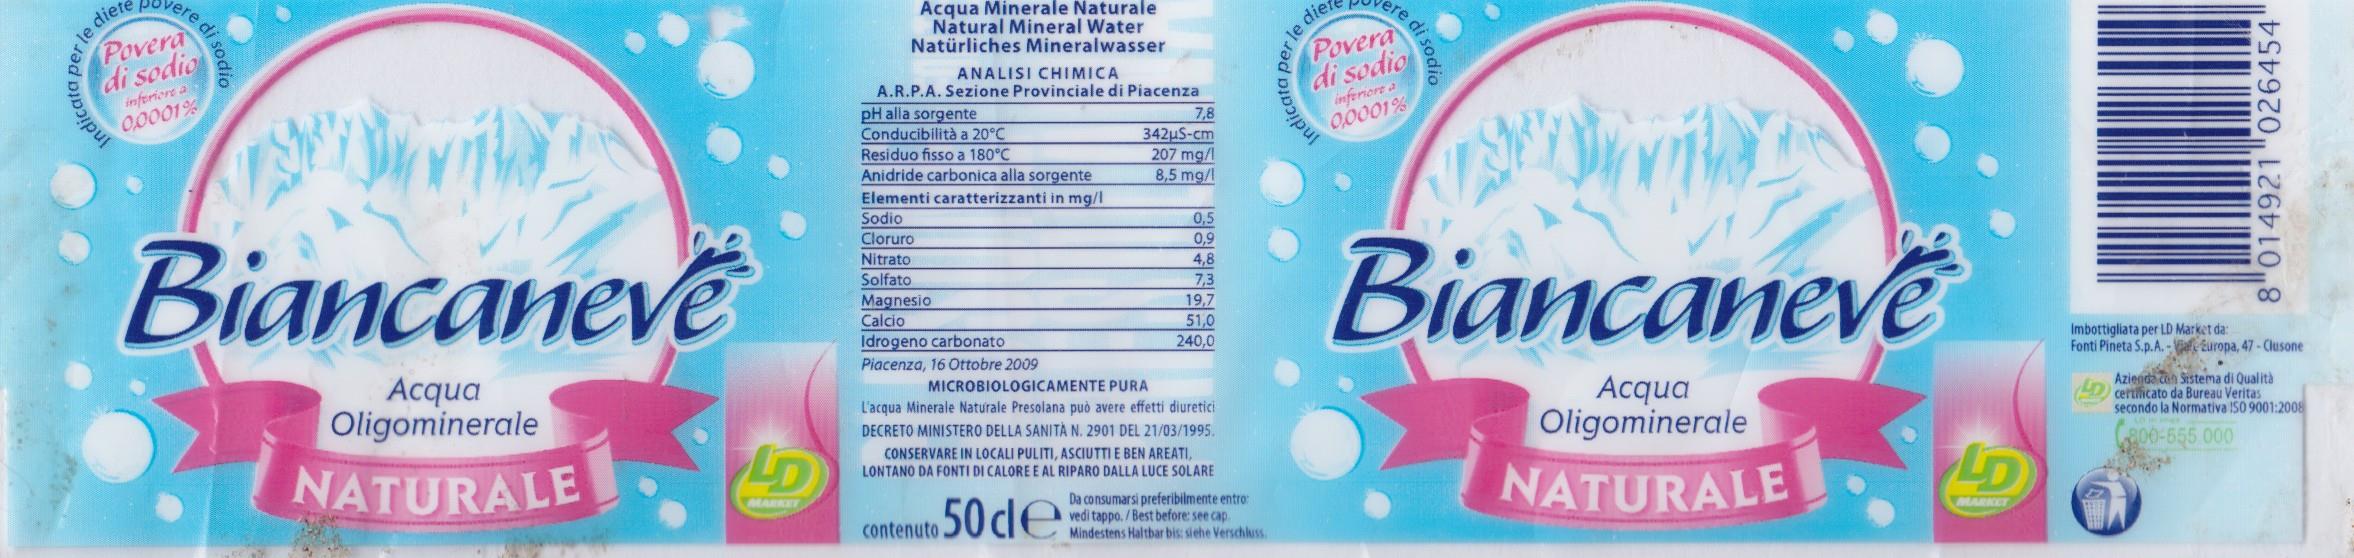 Indicata per le diete povere di sodio
Povera
di sodio
inferiore a
0,0001%
Biancaneve
Acqua
Oligominerale
NATURALE
LD
MARKET
Acqua Minerale Naturale
Natural Mineral Water
Natürliches Mineralwasser
ANALISI CHIMICA
A.R.P.A. Sezione Provinciale di Piacenza
pH alla sorgente 7,8
Conducibilità a 20°C 342µS-cm
Residuo fisso a 180°C 207 mg/l
Anidride carbonica alla sorgente 8,5 mg/l
Elementi caratterizzanti in mg/l
Sodio 0,5
Cloruro 0,9
Nitrato 4,8
Solfato 7,3
Magnesio 19,7
Calcio 51,0
Idrogeno carbonato 240,0
Piacenza, 16 Ottobre 2009
MICROBIOLOGICAMENTE PURA
L'acqua Minerale Naturale Presolana può avere effetti diuretici
DECRETO MINISTERO DELLA SANITÀ N. 2901 DEL 21/03/1995.
CONSERVARE IN LOCALI PULITI, ASCIUTTI E BEN AREATI,
LONTANO DA FONTI DI CALORE E AL RIPARO DALLA LUCE SOLARE
contenuto 50 cl e
Da consumarsi preferibilmente entro:
vedi tappo. / Best before: see cap.
Mindestens Haltbar bis: siehe Verschluss.
Indicata per le diete povere di sodio
Povera
di sodio
inferiore a
0,0001%
Biancaneve
Acqua
Oligominerale
NATURALE
LD
MARKET
8 014921 026454
Imbottigliata per LD Market da:
Fonti Pineta S.p.A. - Viale Europa, 47 - Clusone
LD
Azienda con Sistema di Qualità
certificato da Bureau Veritas
secondo la Normativa ISO 9001:2008
800-555 000